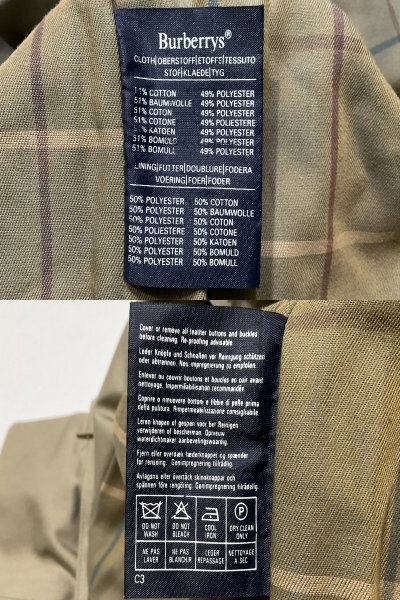 Burberrys®
CLOTH|OBERSTOFF|ETOFFE|TESSUTO
STOF|KLAEDE|TYG
51% COTTON 49% POLYESTER
51% BAUMWOLLE 49% POLYESTER
51% COTON 49% POLYESTER
51% COTONE 49% POLIESTERE
51% KATOEN 49% POLYESTER
51% BOMULD 49% POLYESTER
51% BOMULL 49% POLYESTER
LINING|FUTTER|DOUBLURE|FODERA
VOERING|FOER|FODER
50% POLYESTER 50% COTTON
50% POLYESTER 50% BAUMWOLLE
50% POLYESTER 50% COTON
50% POLIESTERE 50% COTONE
50% POLYESTER 50% KATOEN
50% POLYESTER 50% BOMULD
50% POLYESTER 50% BOMULL
Cover or remove all leather buttons and buckles
before cleaning. Re-proofing advisable
Leder Knöpfe und Schnallen vor Reinigung schützen
oder abtrennen. Neu impregnierung zu empfolen
Enlever ou couvrir boutons et boucles en cuir avant
nettoyage. Impermeabilisation recommandér
Coprire o rimuovere bottoni e fibbie di pelle prima
della pulitura. Rimpermeabilizzazione consigliabile
Leren knopen of gespen voor het Reinigen
verwijderen of beschermen. Opnieuw
waterdichtmaker aanbevelingswaardig.
Fjern eller overdæk læderknapper og spænder
før rensning. Genimpregnering tilrådig
Avlägsna eller övertäck skinnknappar och
spännen före rengöring. Genimpregnering tilrådig
DO NOT WASH
DO NOT BLEACH
COOL IRON
DRY CLEAN ONLY
NE PAS LAVER
NE PAS BLANCHIR
LEGER REPASSAGE
NETTOYAGE A SEC
C3